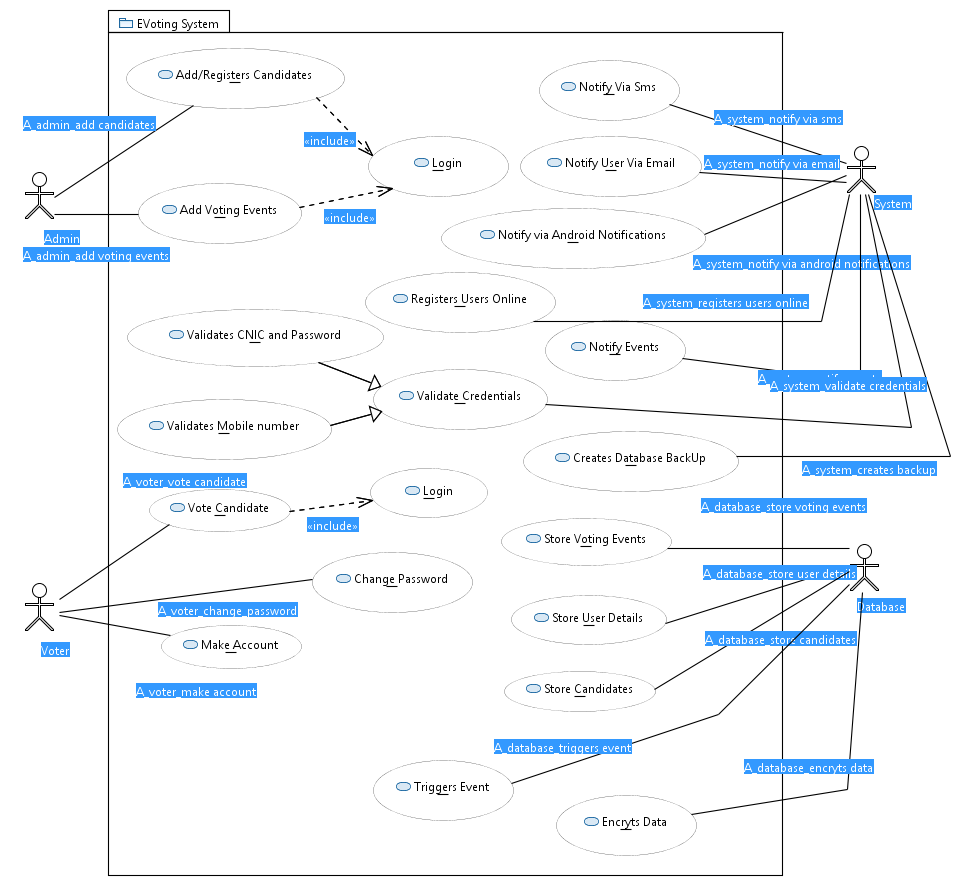 EVoting System
Add/Registers Candidates
Notify Via Sms
A_admin_add candidates
A_system_notify via sms
«include»
Login
Notify User Via Email
A_system_notify via email
System
Add Voting Events
«include»
Admin
Notify via Android Notifications
A_admin_add voting events
A_system_notify via android notifications
Registers Users Online
A_system_registers users online
Validates CNIC and Password
Notify Events
A_system_validate credentials
Validate Credentials
Validates Mobile number
Creates Database BackUp
A_system_creates backup
A_voter_vote candidate
Login
Vote Candidate
A_database_store voting events
«include»
Store Voting Events
A_database_store user details
Change Password
Database
A_voter_change_password
Store User Details
Voter
Make Account
A_database_store candidates
A_voter_make account
Store Candidates
A_database_triggers event
A_database_encryts data
Triggers Event
Encryts Data